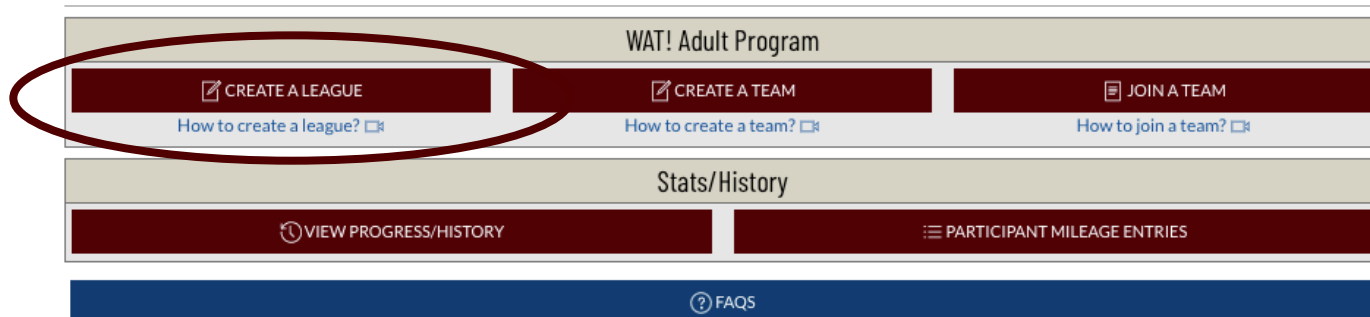 WAT! Adult Program
CREATE A LEAGUE
CREATE A TEAM
JOIN A TEAM
How to create a league?
How to create a team?
How to join a team?
Stats/History
VIEW PROGRESS/HISTORY
PARTICIPANT MILEAGE ENTRIES
FAQS